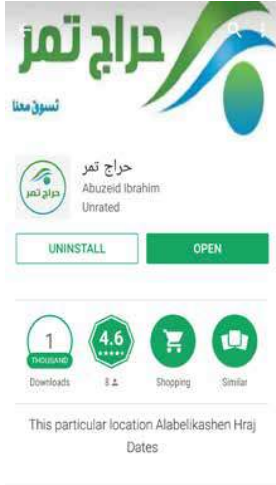 حراج تمر
تسوق معنا
حراج تمر
حراج تمر
Abuzeid Ibrahim
Unrated
UNINSTALL
OPEN
1
THOUSAND
4.6
Downloads
8
Shopping
Similar
This particular location Alabelikashen Hraj
Dates